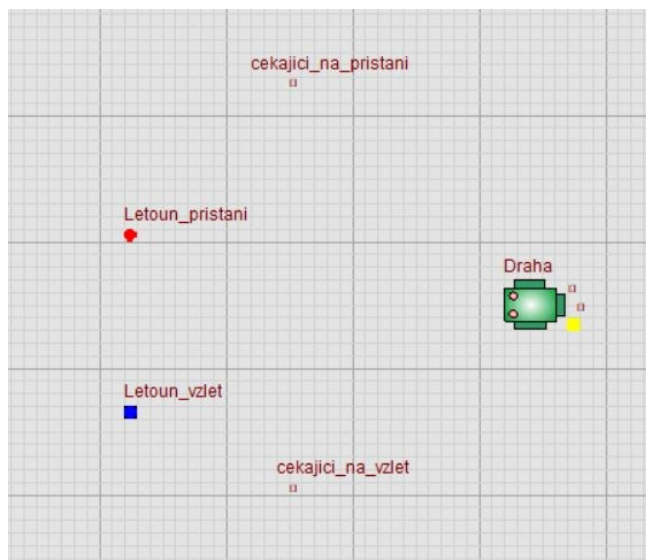 cekajici_na_pristani
Letoun_pristani
Draha
Letoun_vzlet
cekajici_na_vzlet